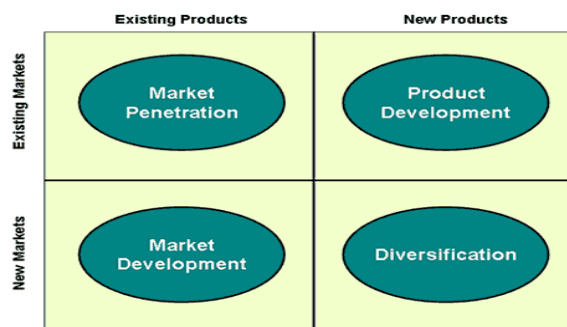 Existing Products
New Products
Existing Markets
Market
Penetration
Product
Development
New Markets
Market
Development
Diversification